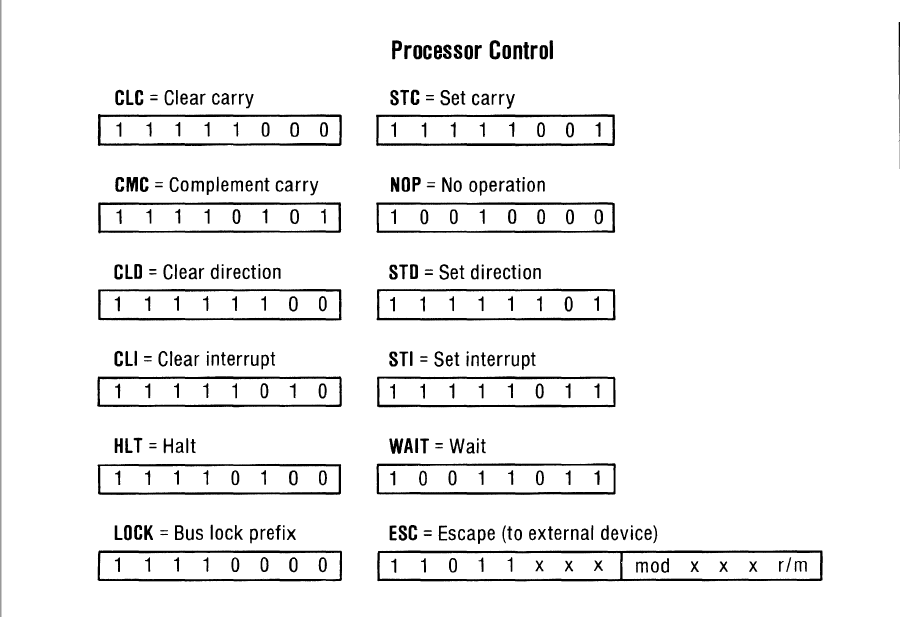 Processor Control
CLC = Clear carry
1 1 1 1 1 0 0 0
STC = Set carry
1 1 1 1 1 0 0 1
CMC = Complement carry
1 1 1 1 0 1 0 1
NOP = No operation
1 0 0 1 0 0 0 0
CLD = Clear direction
1 1 1 1 1 1 0 0
STD = Set direction
1 1 1 1 1 1 0 1
CLI = Clear interrupt
1 1 1 1 1 0 1 0
STI = Set interrupt
1 1 1 1 1 0 1 1
HLT = Halt
1 1 1 1 0 1 0 0
WAIT = Wait
1 0 0 1 1 0 1 1
LOCK = Bus lock prefix
1 1 1 1 0 0 0 0
ESC = Escape (to external device)
1 1 0 1 1 x x x mod x x x r/m